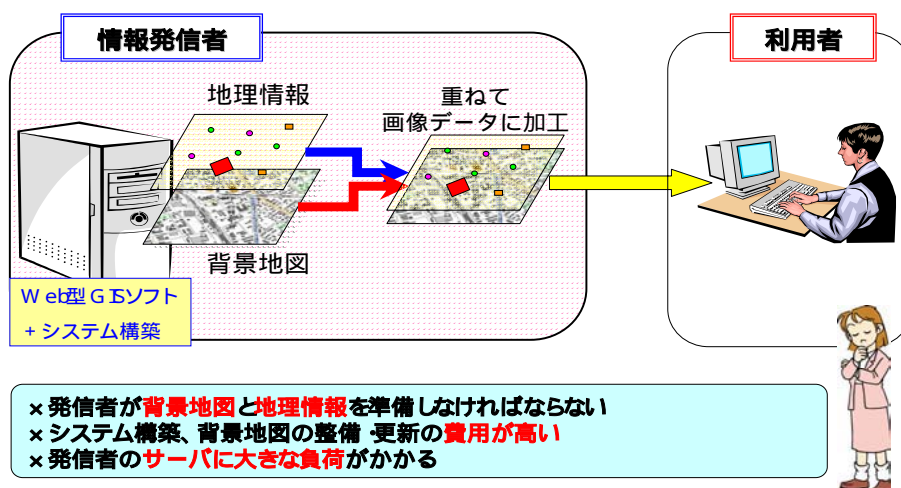 情報発信者
利用者
地理情報
重ねて
画像データに加工
背景地図
Web型GISソフト
+システム構築
×発信者が背景地図と地理情報を準備しなければならない
×システム構築、背景地図の整備・更新の費用が高い
×発信者のサーバに大きな負荷がかかる